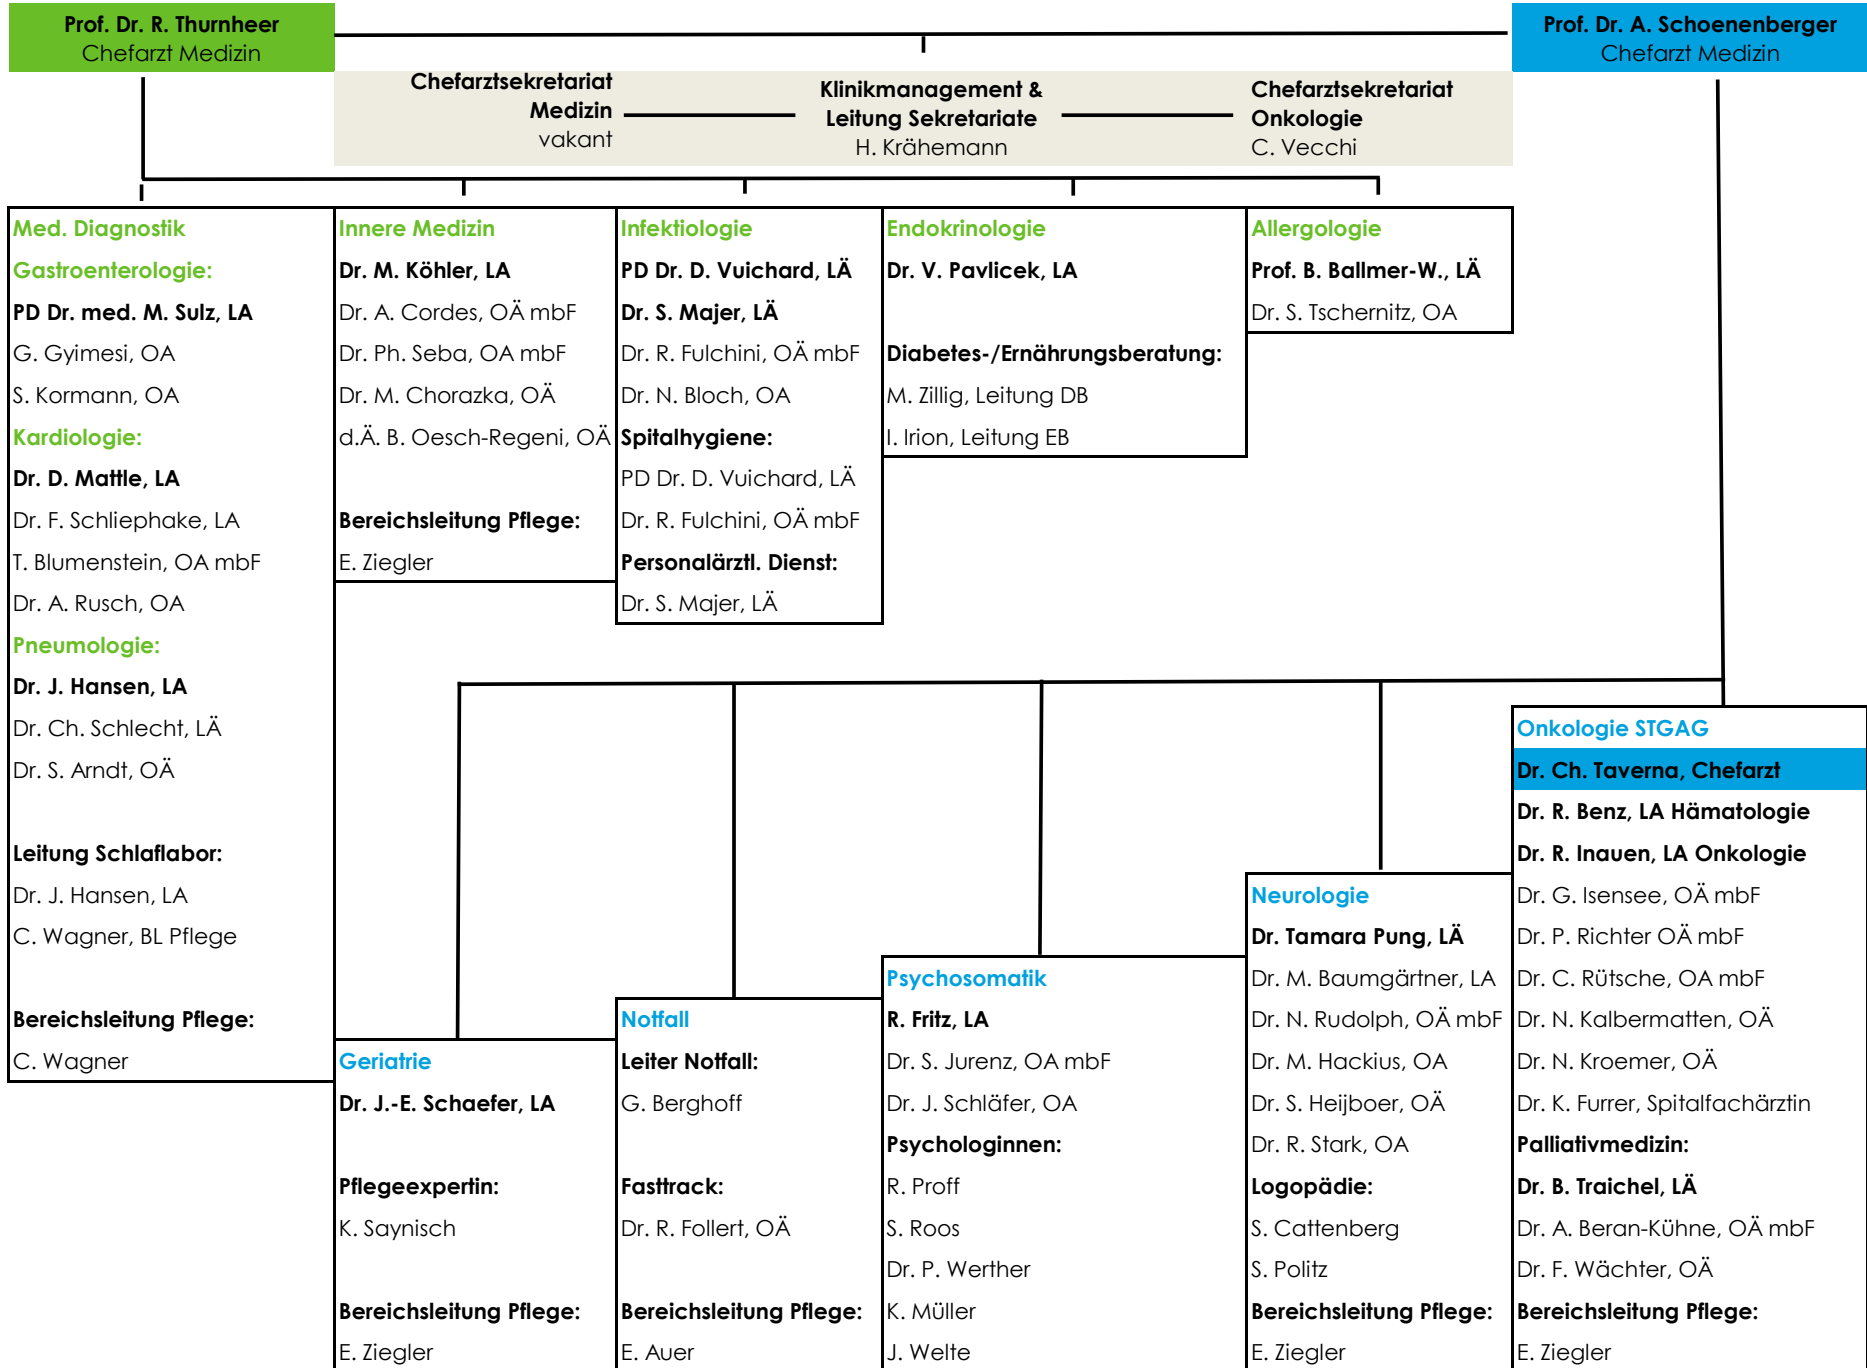 Prof. Dr. R. Thurnheer
Chefarzt Medizin
Prof. Dr. A. Schoenenberger
Chefarzt Medizin
Chefarztsekretariat
Medizin
vakant
Klinikmanagement &
Leitung Sekretariate
H. Krähemann
Chefarztsekretariat
Onkologie
C. Vecchi
Med. Diagnostik
Gastroenterologie:
PD Dr. med. M. Sulz, LA
G. Gyimesi, OA
S. Kormann, OA
Kardiologie:
Dr. D. Mattle, LA
Dr. F. Schliephake, LA
T. Blumenstein, OA mbF
Dr. A. Rusch, OA
Pneumologie:
Dr. J. Hansen, LA
Dr. Ch. Schlecht, LÄ
Dr. S. Arndt, OÄ
Leitung Schlaflabor:
Dr. J. Hansen, LA
C. Wagner, BL Pflege
Bereichsleitung Pflege:
C. Wagner
Innere Medizin
Dr. M. Köhler, LA
Dr. A. Cordes, OÄ mbF
Dr. Ph. Seba, OA mbF
Dr. M. Chorazka, OÄ
d.Ä. B. Oesch-Regeni, OÄ
Bereichsleitung Pflege:
E. Ziegler
Infektiologie
PD Dr. D. Vuichard, LÄ
Dr. S. Majer, LÄ
Dr. R. Fulchini, OÄ mbF
Dr. N. Bloch, OA
Spitalhygiene:
PD Dr. D. Vuichard, LÄ
Dr. R. Fulchini, OÄ mbF
Personalärztl. Dienst:
Dr. S. Majer, LÄ
Endokrinologie
Dr. V. Pavlicek, LA
Diabetes-/Ernährungsberatung:
M. Zillig, Leitung DB
I. Irion, Leitung EB
Allergologie
Prof. B. Ballmer-W., LÄ
Dr. S. Tschernitz, OA
Geriatrie
Dr. J.-E. Schaefer, LA
Pflegeexpertin:
K. Saynisch
Bereichsleitung Pflege:
E. Ziegler
Notfall
Leiter Notfall:
G. Berghoff
Fasttrack:
Dr. R. Follert, OÄ
Bereichsleitung Pflege:
E. Auer
Psychosomatik
R. Fritz, LA
Dr. S. Jurenz, OA mbF
Dr. J. Schläfer, OA
Psychologinnen:
R. Proff
S. Roos
Dr. P. Werther
K. Müller
J. Welte
Neurologie
Dr. Tamara Pung, LÄ
Dr. M. Baumgärtner, LA
Dr. N. Rudolph, OÄ mbF
Dr. M. Hackius, OA
Dr. S. Heijboer, OÄ
Dr. R. Stark, OA
Logopädie:
S. Cattenberg
S. Politz
Bereichsleitung Pflege:
E. Ziegler
Onkologie STGAG
Dr. Ch. Taverna, Chefarzt
Dr. R. Benz, LA Hämatologie
Dr. R. Inauen, LA Onkologie
Dr. G. Isensee, OÄ mbF
Dr. P. Richter OÄ mbF
Dr. C. Rütsche, OA mbF
Dr. N. Kalbermatten, OÄ
Dr. N. Kroemer, OÄ
Dr. K. Furrer, Spitalfachärztin
Palliativmedizin:
Dr. B. Traichel, LÄ
Dr. A. Beran-Kühne, OÄ mbF
Dr. F. Wächter, OÄ
Bereichsleitung Pflege:
E. Ziegler